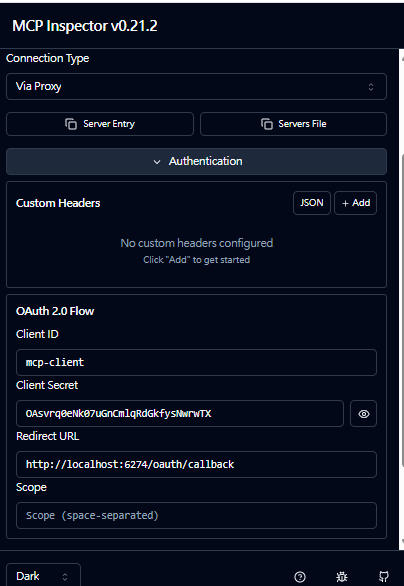 MCP Inspector v0.21.2
Connection Type
Via Proxy
Server Entry
Servers File
Authentication
Custom Headers
JSON
+ Add
No custom headers configured
Click "Add" to get started
OAuth 2.0 Flow
Client ID
mcp-client
Client Secret
OAsvrq0eNk07uGnCmlqRdGkfysNwrwTX
Redirect URL
http://localhost:6274/oauth/callback
Scope
Scope (space-separated)
Dark